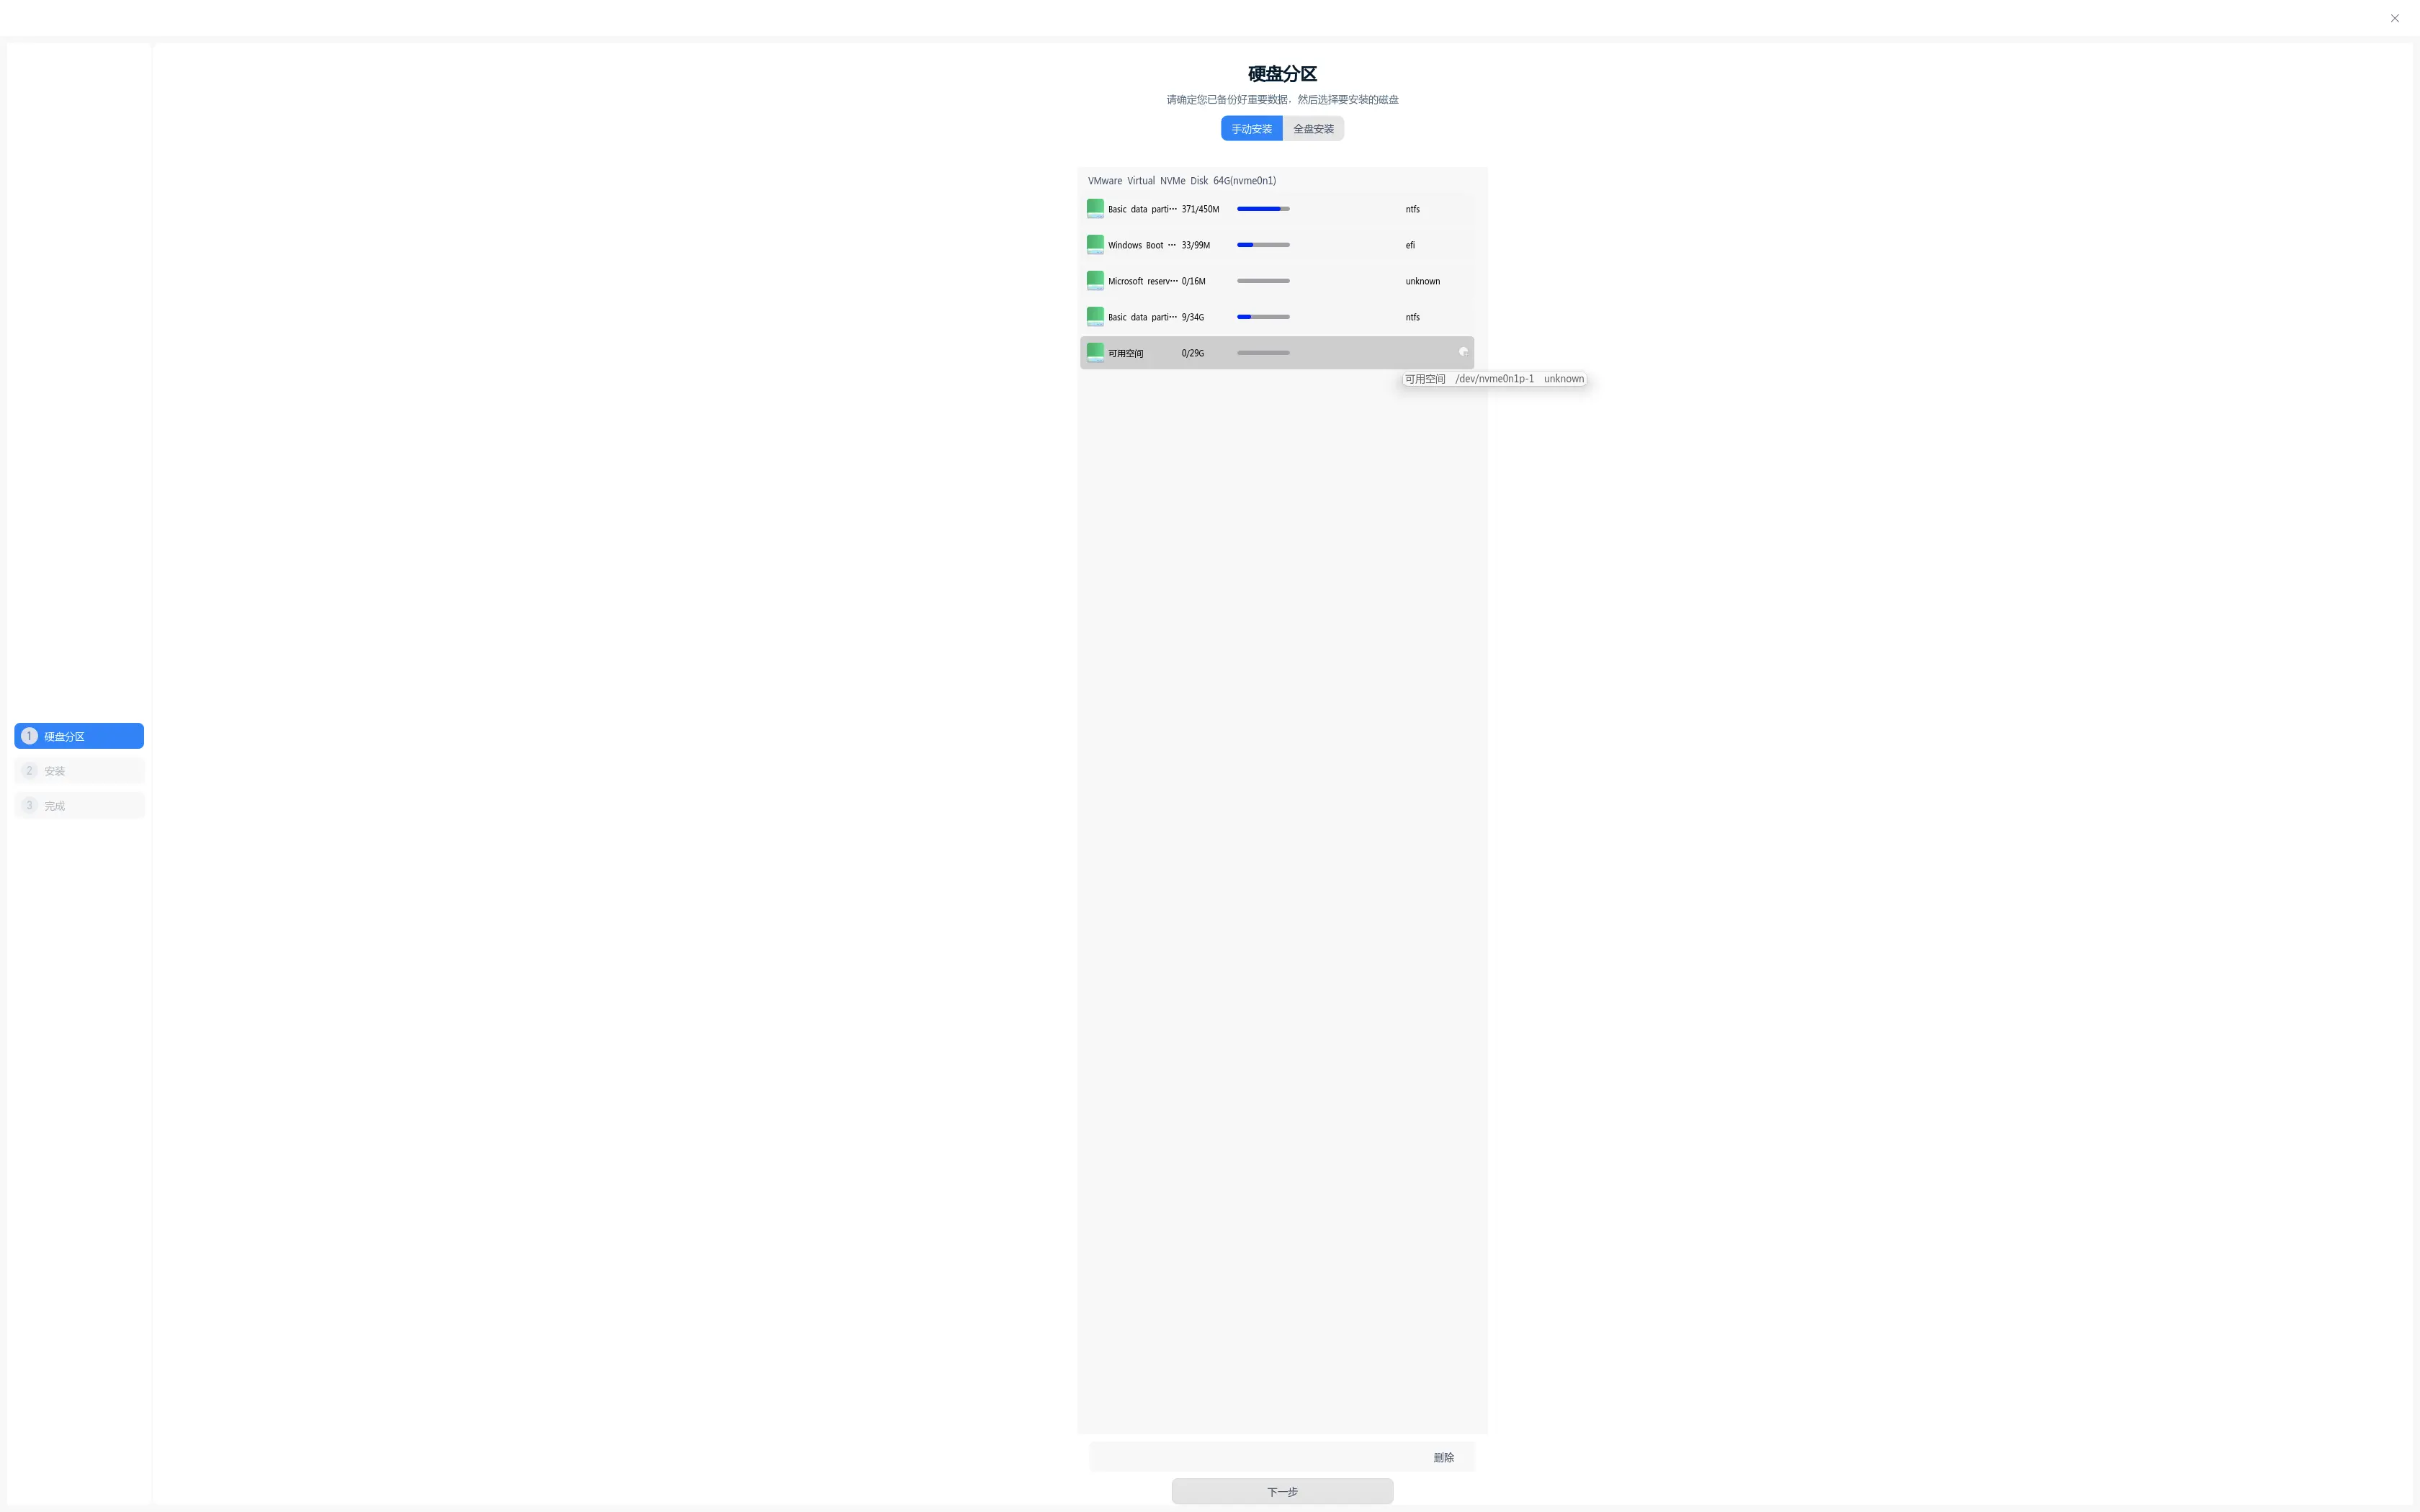 硬盘分区
请确定您已备份好重要数据，然后选择要安装的磁盘
手动安装 全盘安装
VMware Virtual NVMe Disk 64G(nvme0n1)
Basic data parti… 371/450M ntfs
Windows Boot … 33/99M efi
Microsoft reserv… 0/16M unknown
Basic data parti… 9/34G ntfs
可用空间 0/29G
可用空间 /dev/nvme0n1p-1 unknown
1 硬盘分区
2 安装
3 完成
删除
下一步